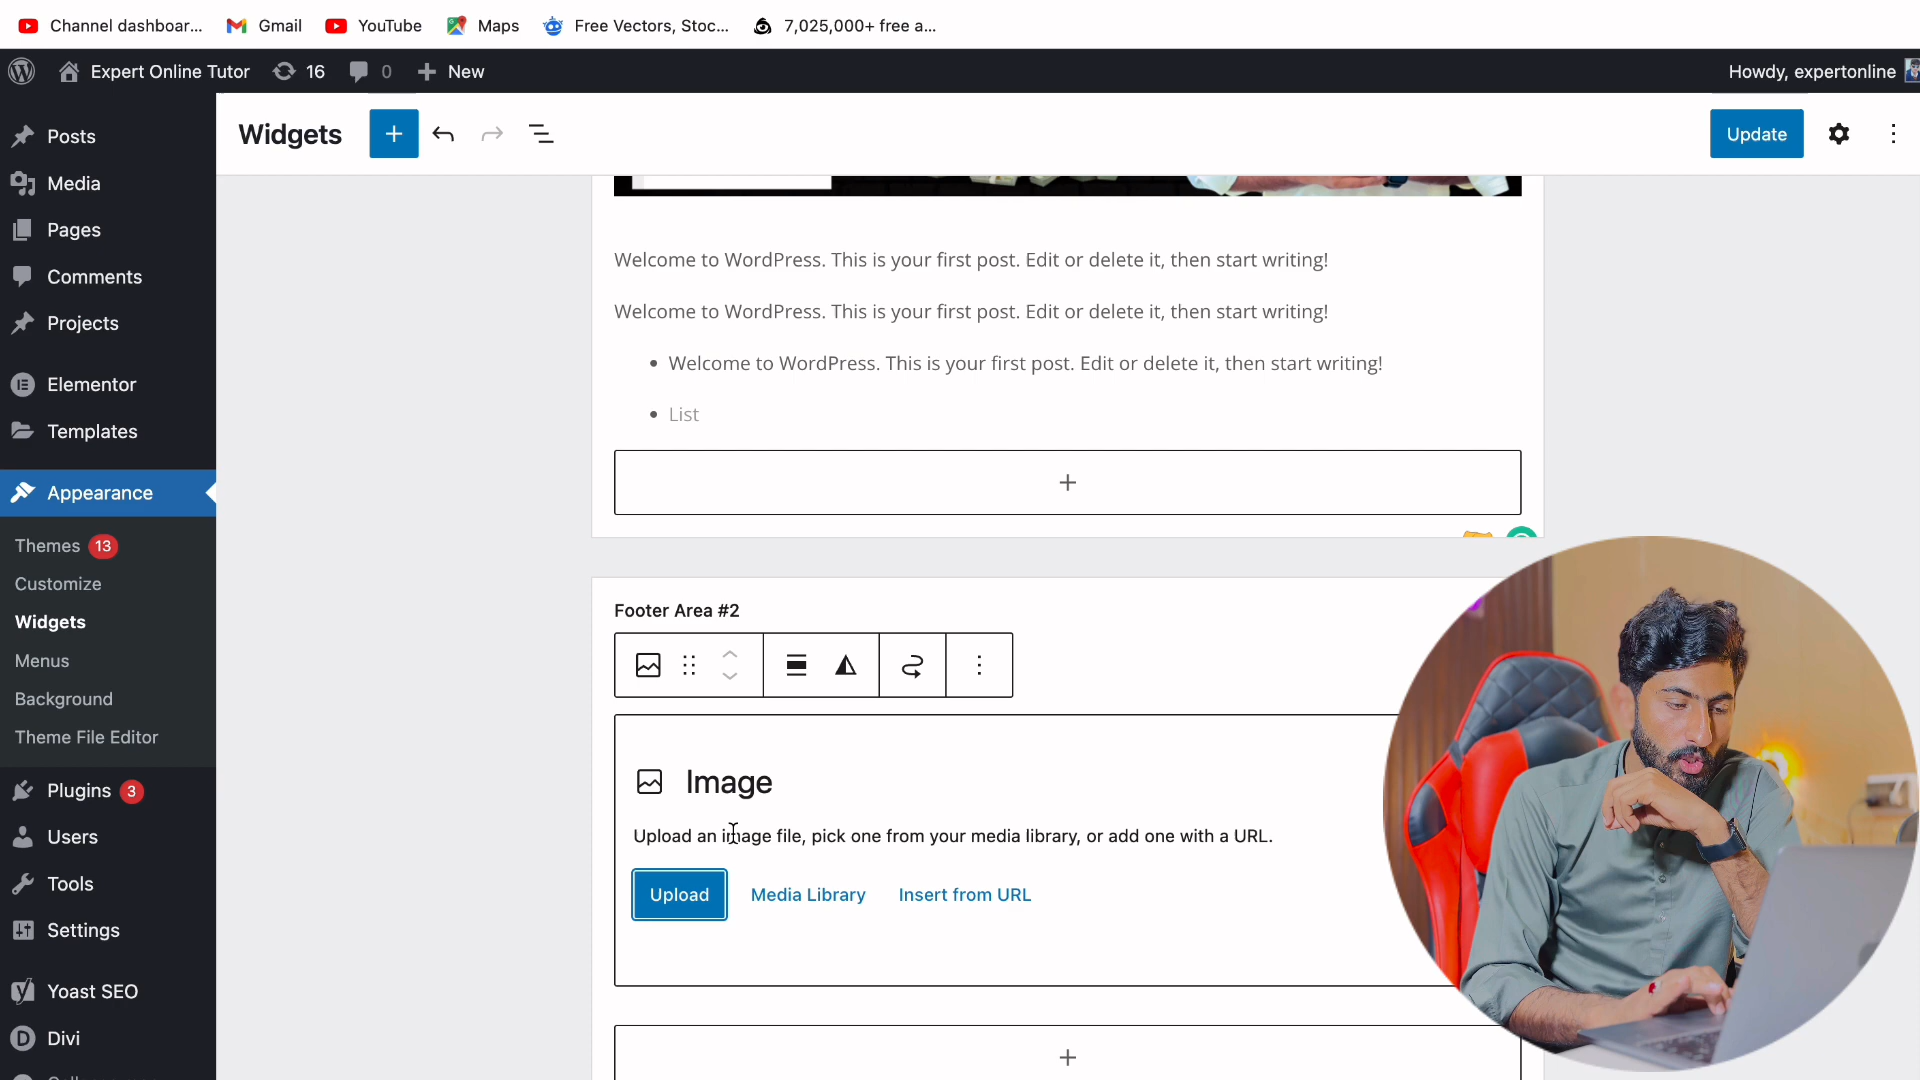 Channel dashboar...
Gmail
YouTube
Maps
Free Vectors, Stoc...
7,025,000+ free a...
Expert Online Tutor
16
0
New
Howdy, expertonline
Widgets
Update
Posts
Media
Pages
Comments
Projects
Elementor
Templates
Appearance
Themes 13
Customize
Widgets
Menus
Background
Theme File Editor
Plugins 3
Users
Tools
Settings
Yoast SEO
Divi
Welcome to WordPress. This is your first post. Edit or delete it, then start writing!
Welcome to WordPress. This is your first post. Edit or delete it, then start writing!
• Welcome to WordPress. This is your first post. Edit or delete it, then start writing!
• List
Footer Area #2
Image
Upload an image file, pick one from your media library, or add one with a URL.
Upload
Media Library
Insert from URL